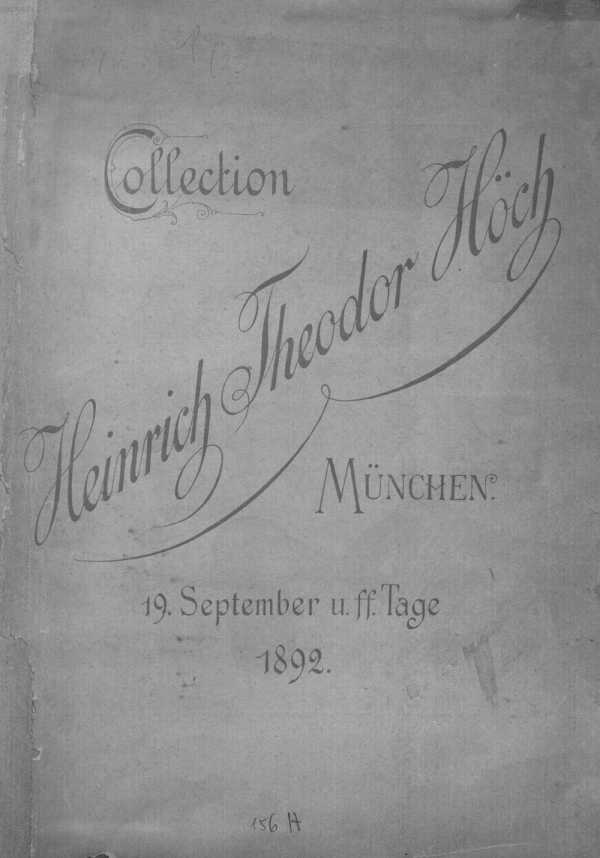 Collection
Heinrich Theodor Höch
MÜNCHEN.
19. September u. ff. Tage
1892.
156 H